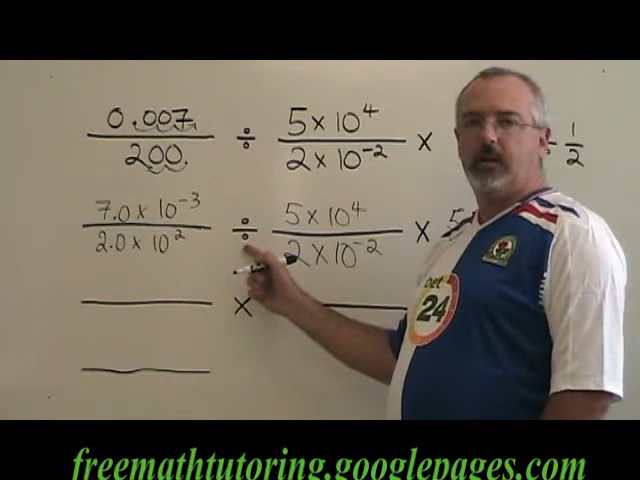 0.007 ÷ 5 × 10⁴ × ÷ 1
200. 2 × 10⁻² 2
7.0 × 10⁻³ ÷ 5 × 10⁴ × 5
2.0 × 10² 2 × 10⁻²
×
bet
24
freemathtutoring.googlepages.com